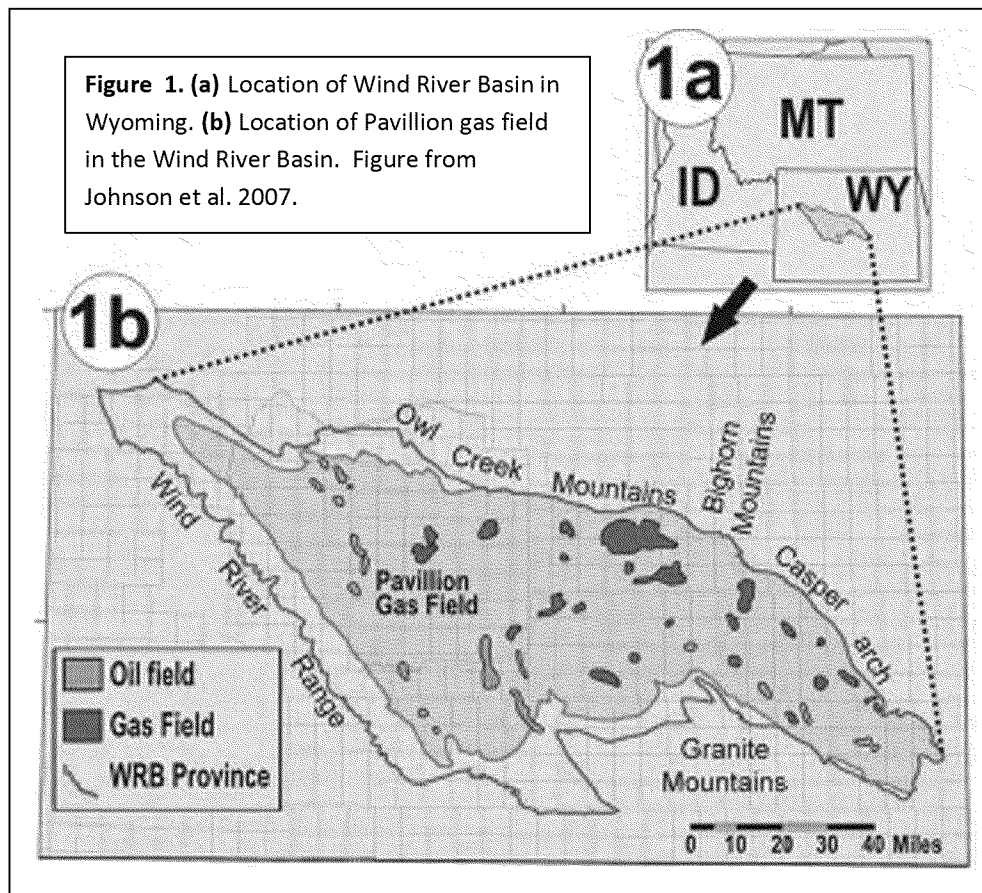 Figure 1. (a) Location of Wind River Basin in
Wyoming. (b) Location of Pavillion gas field
in the Wind River Basin. Figure from
Johnson et al. 2007.
1a
MT
ID
WY
1b
Owl
Creek
Mountains
Bighorn
Mountains
Casper
arch
Wind
River
Range
Pavillion
Gas Field
Granite
Mountains
Oil field
Gas Field
WRB Province
0 10 20 30 40 Miles